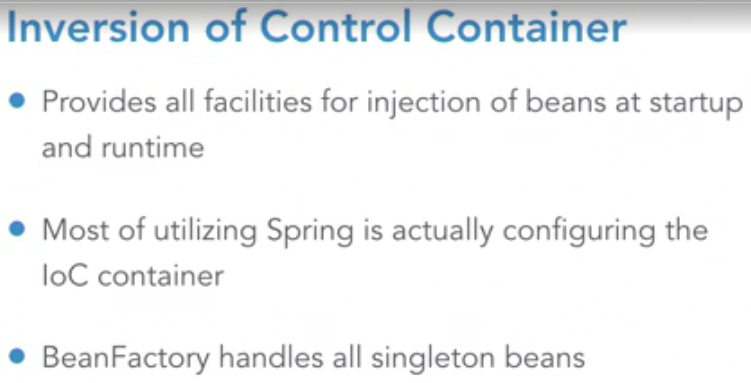 Inversion of Control Container
● Provides all facilities for injection of beans at startup
and runtime
● Most of utilizing Spring is actually configuring the
IoC container
● BeanFactory handles all singleton beans